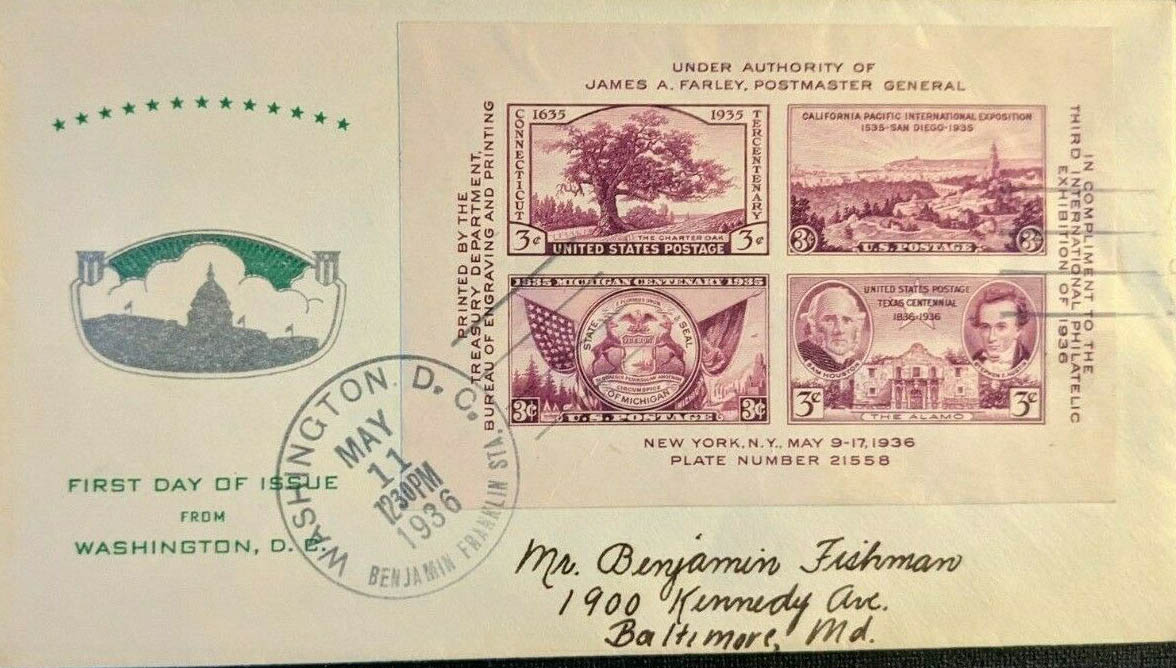 UNDER AUTHORITY OF
JAMES A. FARLEY, POSTMASTER GENERAL
PRINTED BY THE
TREASURY DEPARTMENT,
BUREAU OF ENGRAVING AND PRINTING
CONNECTICUT
1635 1935
TERCENTENARY
THE CHARTER OAK
3¢ 3¢
UNITED STATES POSTAGE
CALIFORNIA PACIFIC INTERNATIONAL EXPOSITION
1535-SAN DIEGO-1935
3¢ 3¢
U.S. POSTAGE
IN COMPLIMENT TO THE
THIRD INTERNATIONAL PHILATELIC
EXHIBITION OF 1936
1835 MICHIGAN CENTENARY 1935
E PLURIBUS UNUM
STATE SEAL
CIRCUMSPICE
OF MICHIGAN
3¢ 3¢
U.S. POSTAGE
UNITED STATES POSTAGE
TEXAS CENTENNIAL
1836-1936
SAM HOUSTON
3¢ 3¢
THE ALAMO
NEW YORK, N.Y., MAY 9-17, 1936
PLATE NUMBER 21558
WASHINGTON. D. C.
MAY
11
1230PM
1936
BENJAMIN FRANKLIN STA.
FIRST DAY OF ISSUE
FROM
WASHINGTON, D. C.
Mr. Benjamin Fishman
1900 Kennedy Ave.
Baltimore, Md.